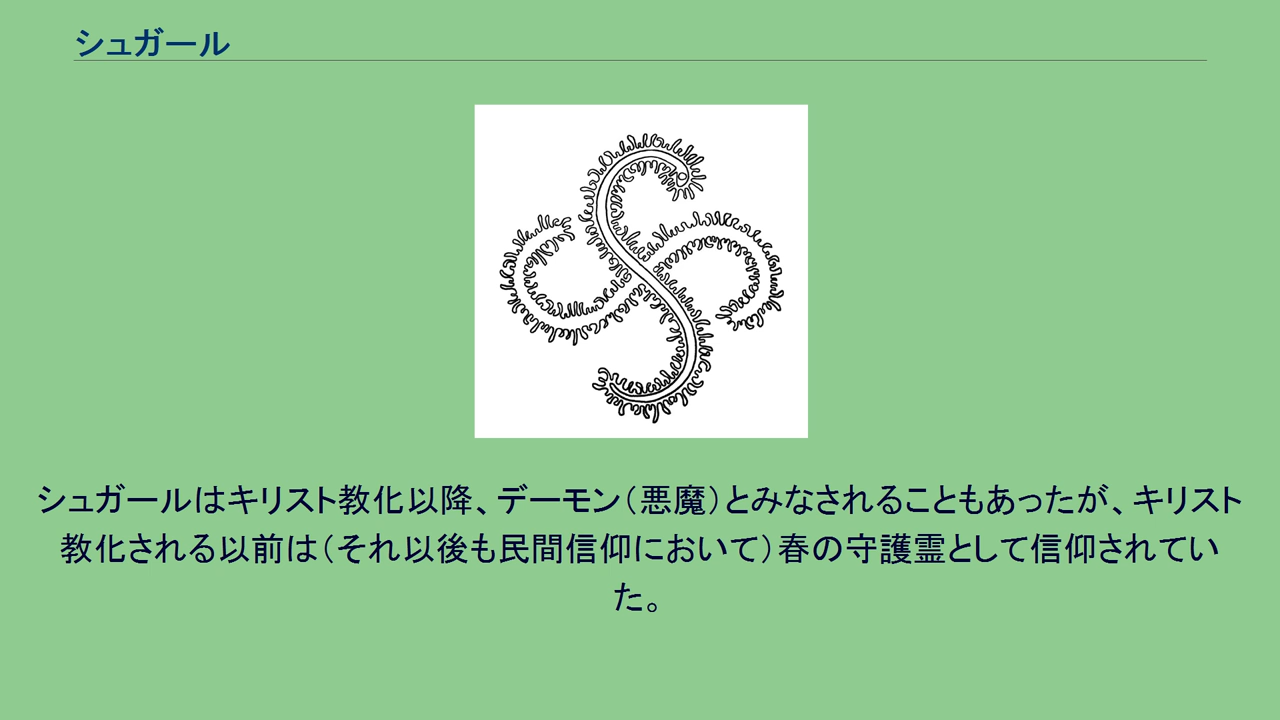 シュガール
シュガールはキリスト教化以降、デーモン（悪魔）とみなされることもあったが、キリスト
教化される以前は（それ以後も民間信仰において）春の守護霊として信仰されてい
た。